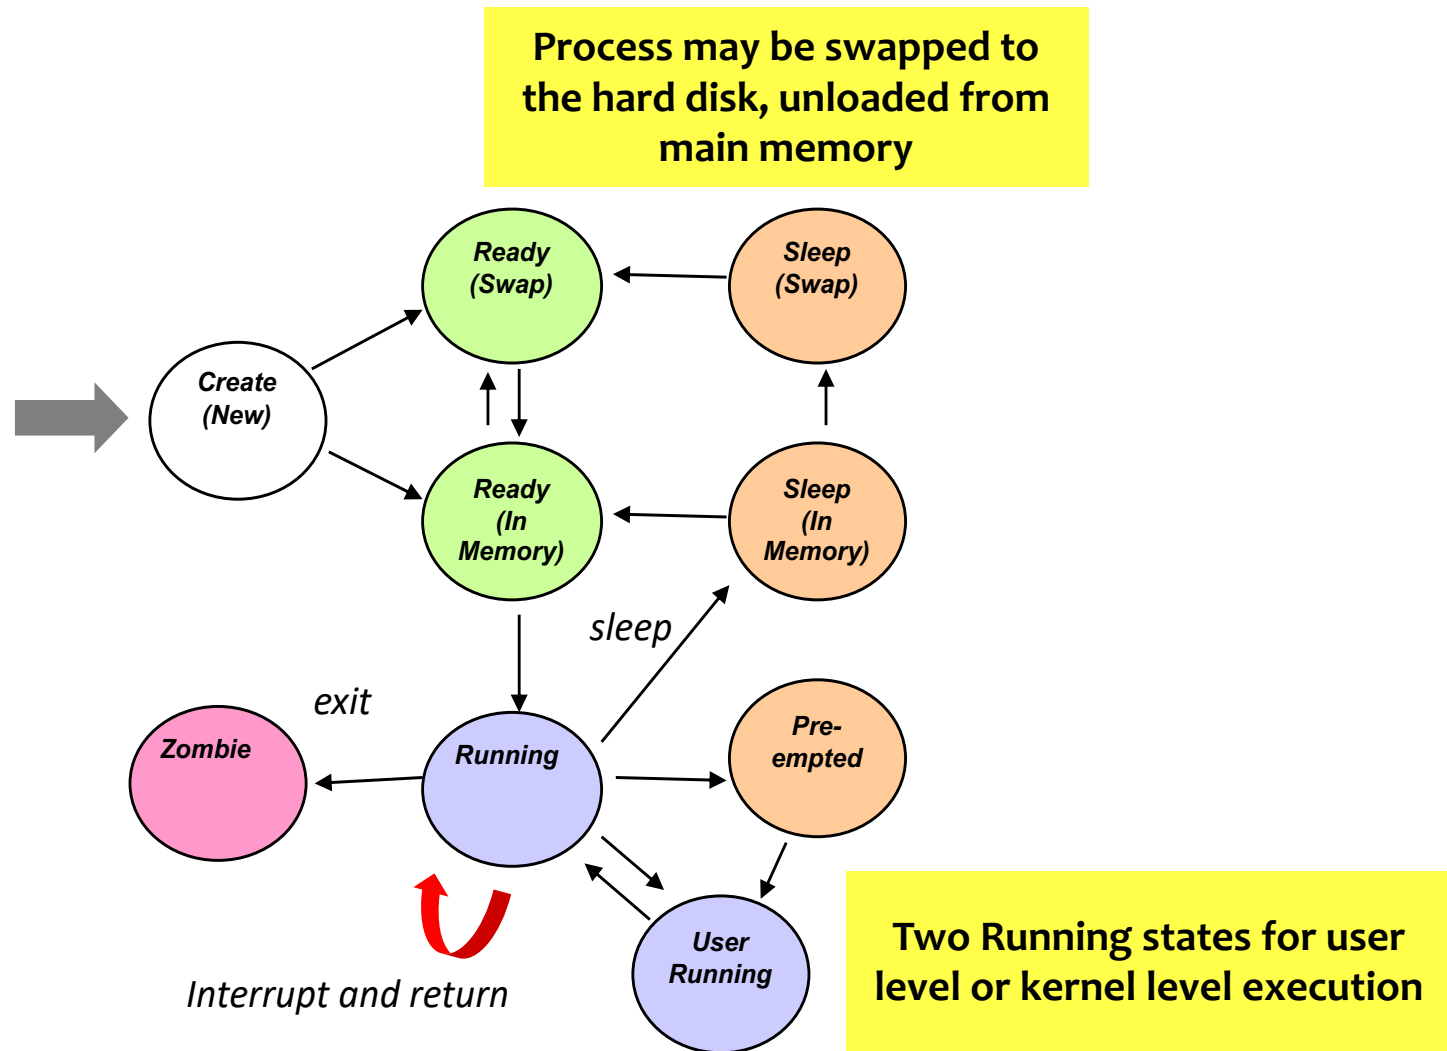 Process may be swapped to
the hard disk, unloaded from
main memory
Ready
(Swap)
Sleep
(Swap)
Create
(New)
Ready
(In
Memory)
Sleep
(In
Memory)
sleep
exit
Zombie
Running
Pre-
empted
User
Running
Interrupt and return
Two Running states for user
level or kernel level execution